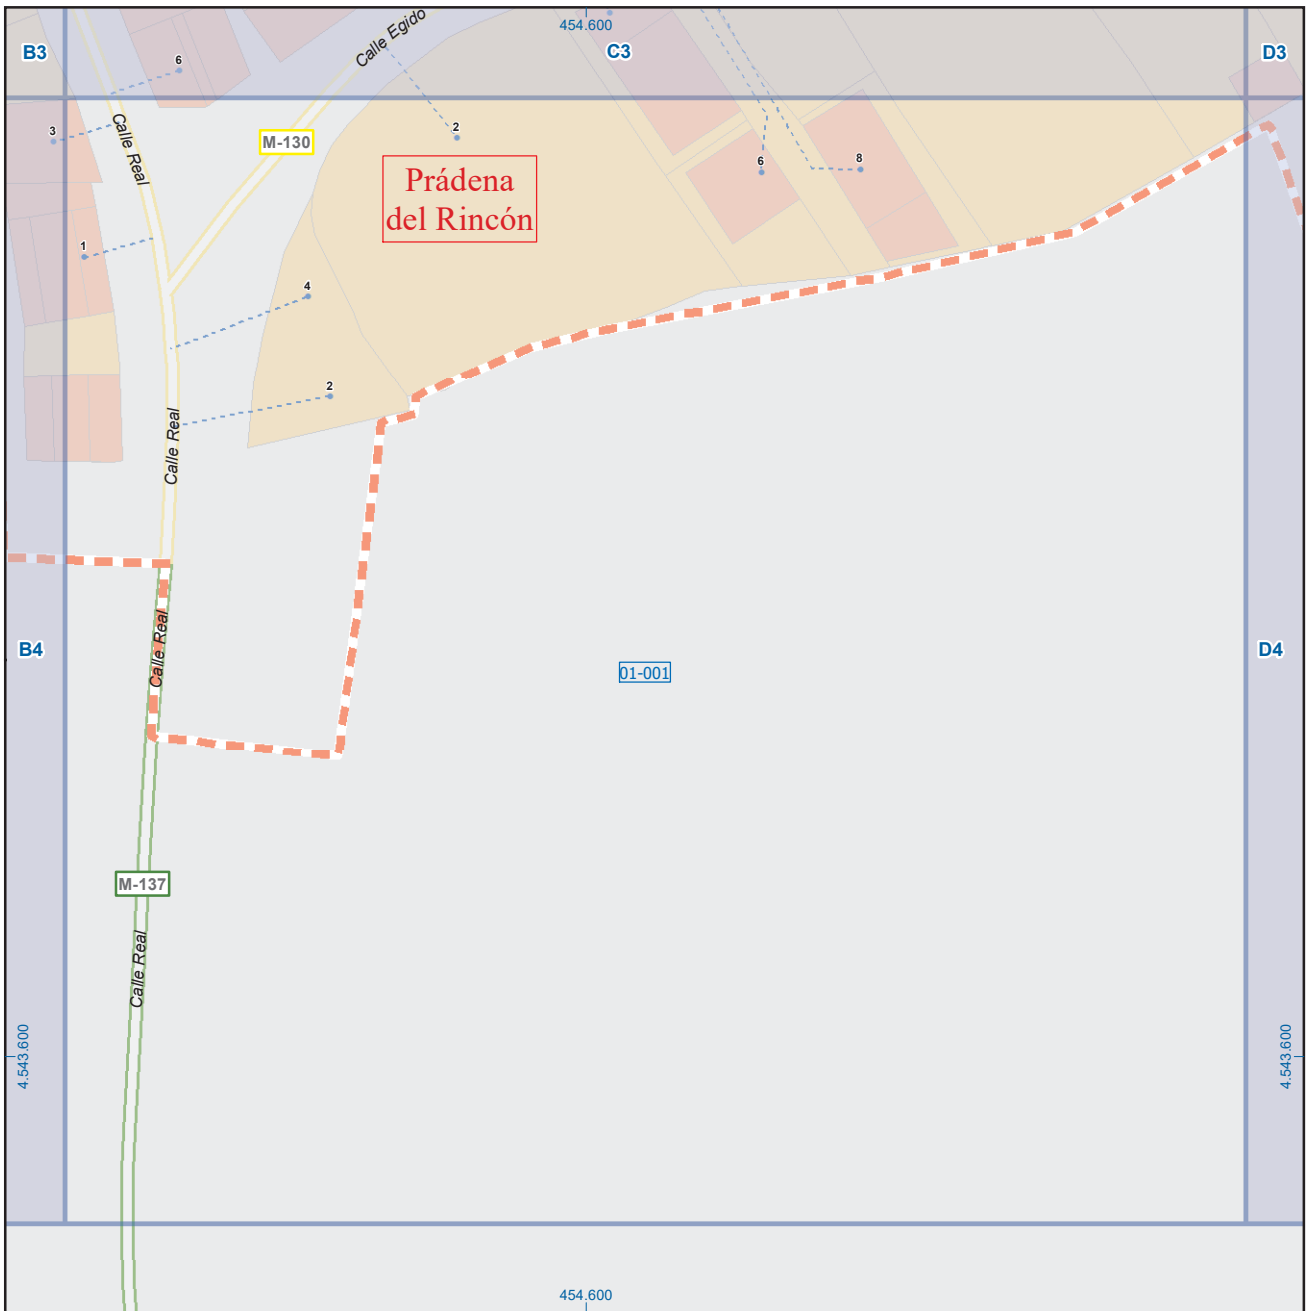 454.600
B3
C3
D3
Calle Egido
6
3
Calle Real
M-130
2
Prádena
del Rincón
6
8
1
4
2
Calle Real
B4
Calle Real
01-001
D4
M-137
Calle Real
4.543.600
4.543.600
454.600